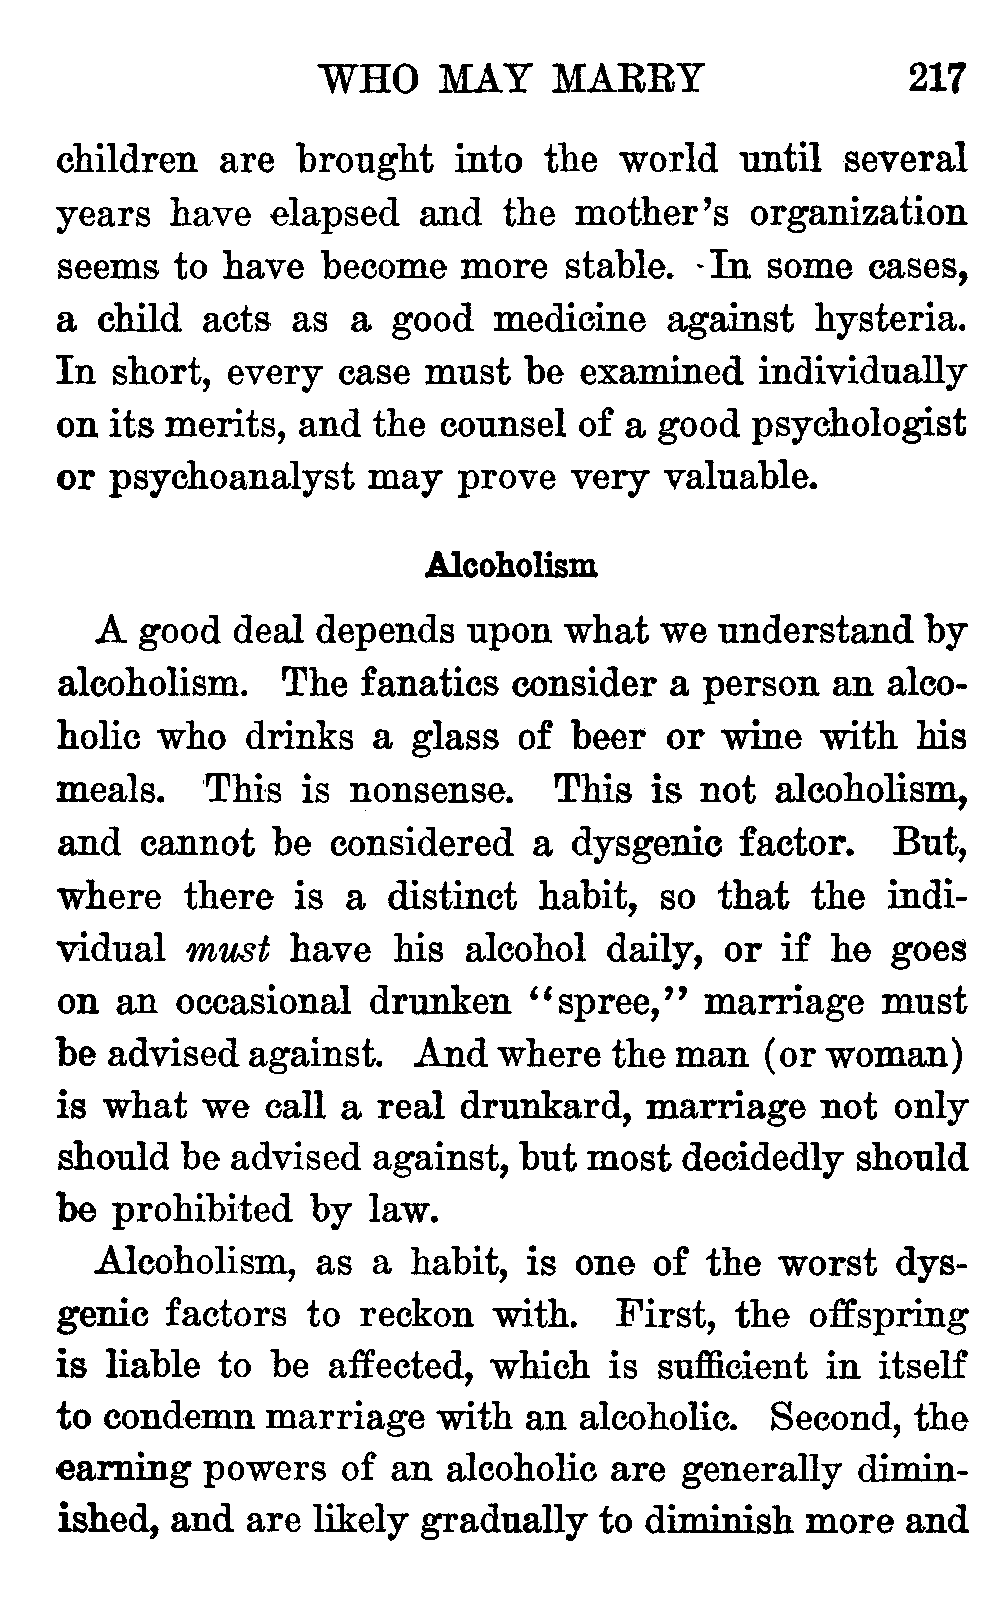 WHO MAY MARRY 217
children are brought into the world until several
years have elapsed and the mother's organization
seems to have become more stable. In some cases,
a child acts as a good medicine against hysteria.
In short, every case must be examined individually
on its merits, and the counsel of a good psychologist
or psychoanalyst may prove very valuable.
Alcoholism
A good deal depends upon what we understand by
alcoholism. The fanatics consider a person an alco-
holic who drinks a glass of beer or wine with his
meals. This is nonsense. This is not alcoholism,
and cannot be considered a dysgenic factor. But,
where there is a distinct habit, so that the indi-
vidual must have his alcohol daily, or if he goes
on an occasional drunken "spree," marriage must
be advised against. And where the man (or woman)
is what we call a real drunkard, marriage not only
should be advised against, but most decidedly should
be prohibited by law.
Alcoholism, as a habit, is one of the worst dys-
genic factors to reckon with. First, the offspring
is liable to be affected, which is sufficient in itself
to condemn marriage with an alcoholic. Second, the
earning powers of an alcoholic are generally dimin-
ished, and are likely gradually to diminish more and